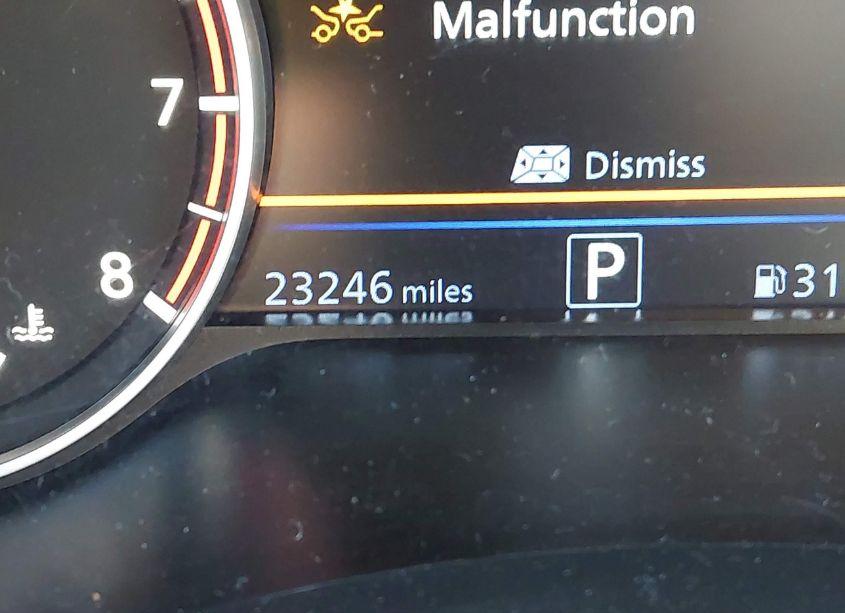 Malfunction
7
Dismiss
8
23246 miles
P
31